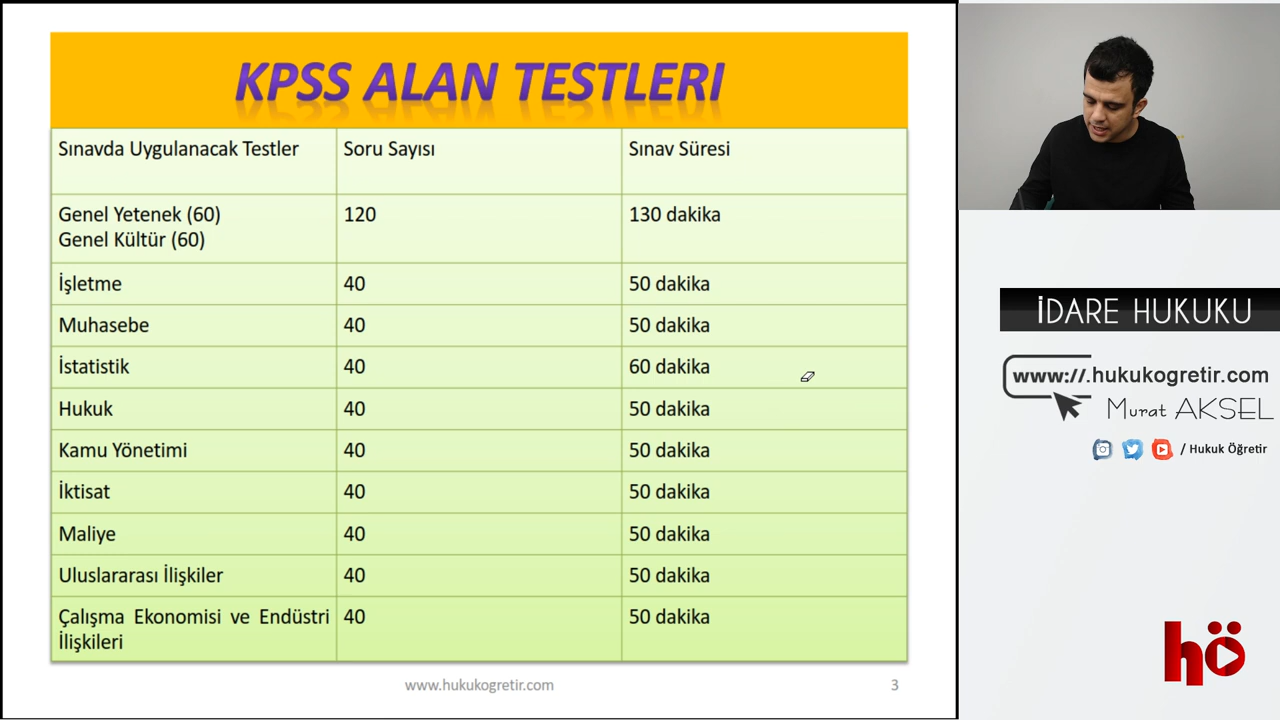 KPSS ALAN TESTLERI
Sınavda Uygulanacak Testler Soru Sayısı Sınav Süresi
Genel Yetenek (60) 120 130 dakika
Genel Kültür (60)
İşletme 40 50 dakika
Muhasebe 40 50 dakika
İstatistik 40 60 dakika
Hukuk 40 50 dakika
Kamu Yönetimi 40 50 dakika
İktisat 40 50 dakika
Maliye 40 50 dakika
Uluslararası İlişkiler 40 50 dakika
Çalışma Ekonomisi ve Endüstri 40 50 dakika
İlişkileri
www.hukukogretir.com 3
İDARE HUKUKU
www://.hukukogretir.com
Murat AKSEL
/ Hukuk Öğretir
hö